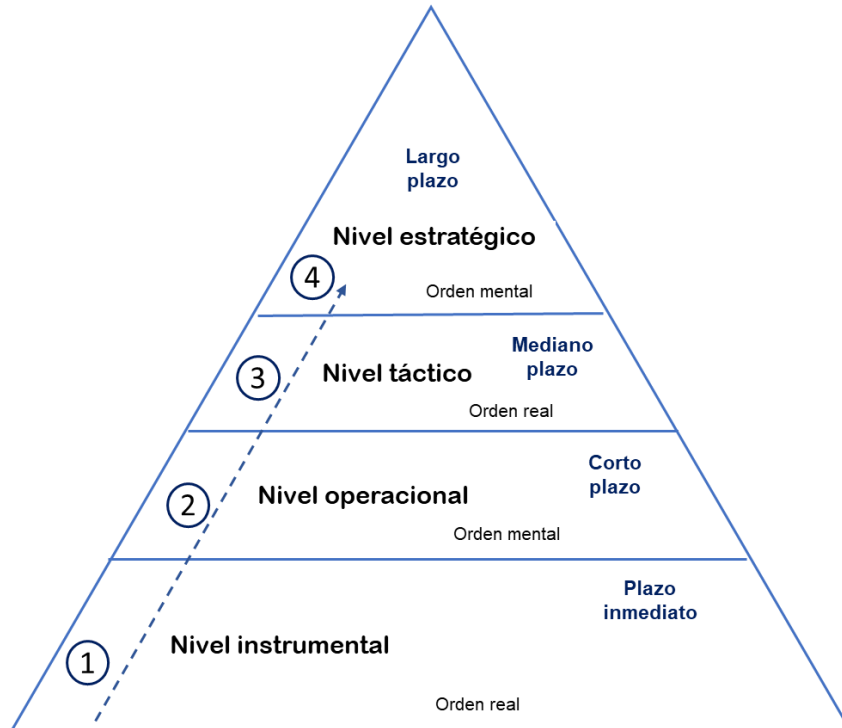 Largo
plazo
Nivel estratégico
4
Orden mental
Mediano
plazo
3
Nivel táctico
Orden real
Corto
plazo
2
Nivel operacional
Orden mental
Plazo
inmediato
1
Nivel instrumental
Orden real